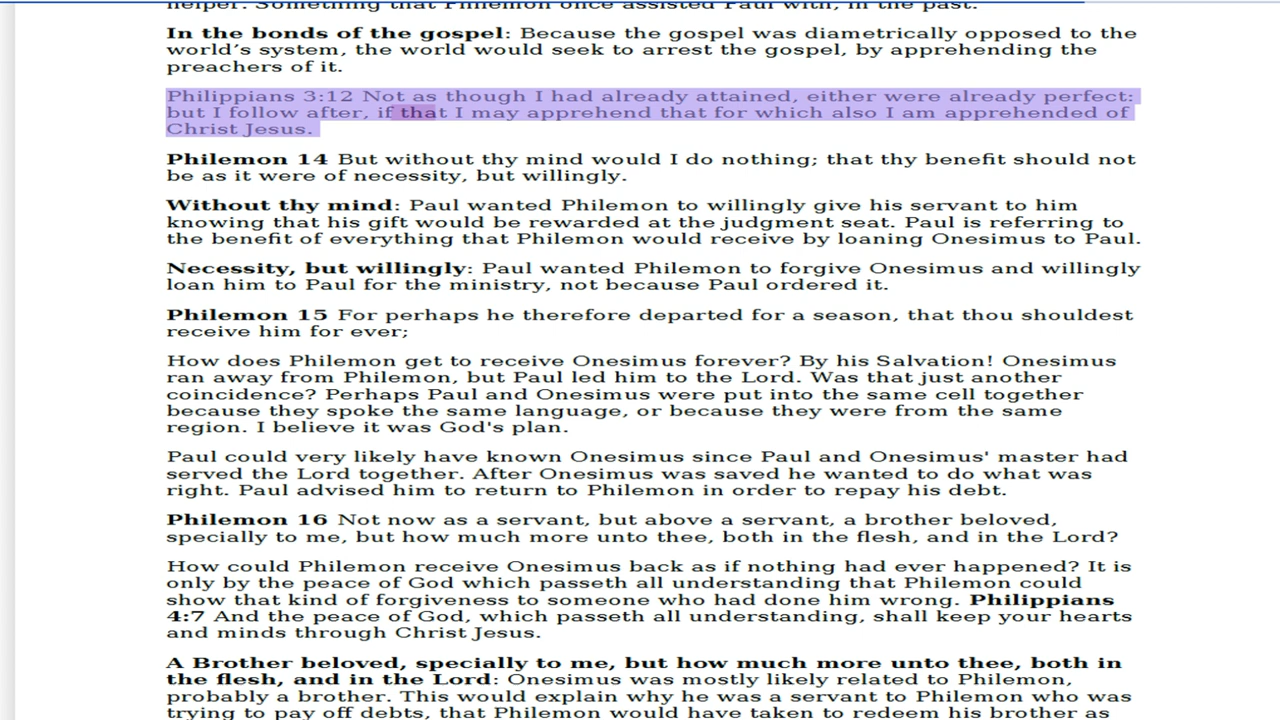 helper. Something that Philemon once assisted Paul with, in the past.
In the bonds of the gospel: Because the gospel was diametrically opposed to the
world’s system, the world would seek to arrest the gospel, by apprehending the
preachers of it.
Philippians 3:12 Not as though I had already attained, either were already perfect:
but I follow after, if that I may apprehend that for which also I am apprehended of
Christ Jesus.
Philemon 14 But without thy mind would I do nothing; that thy benefit should not
be as it were of necessity, but willingly.
Without thy mind: Paul wanted Philemon to willingly give his servant to him
knowing that his gift would be rewarded at the judgment seat. Paul is referring to
the benefit of everything that Philemon would receive by loaning Onesimus to Paul.
Necessity, but willingly: Paul wanted Philemon to forgive Onesimus and willingly
loan him to Paul for the ministry, not because Paul ordered it.
Philemon 15 For perhaps he therefore departed for a season, that thou shouldest
receive him for ever;
How does Philemon get to receive Onesimus forever? By his Salvation! Onesimus
ran away from Philemon, but Paul led him to the Lord. Was that just another
coincidence? Perhaps Paul and Onesimus were put into the same cell together
because they spoke the same language, or because they were from the same
region. I believe it was God's plan.
Paul could very likely have known Onesimus since Paul and Onesimus' master had
served the Lord together. After Onesimus was saved he wanted to do what was
right. Paul advised him to return to Philemon in order to repay his debt.
Philemon 16 Not now as a servant, but above a servant, a brother beloved,
specially to me, but how much more unto thee, both in the flesh, and in the Lord?
How could Philemon receive Onesimus back as if nothing had ever happened? It is
only by the peace of God which passeth all understanding that Philemon could
show that kind of forgiveness to someone who had done him wrong. Philippians
4:7 And the peace of God, which passeth all understanding, shall keep your hearts
and minds through Christ Jesus.
A Brother beloved, specially to me, but how much more unto thee, both in
the flesh, and in the Lord: Onesimus was mostly likely related to Philemon,
probably a brother. This would explain why he was a servant to Philemon who was
trying to pay off debts, that Philemon would have taken to redeem his brother as